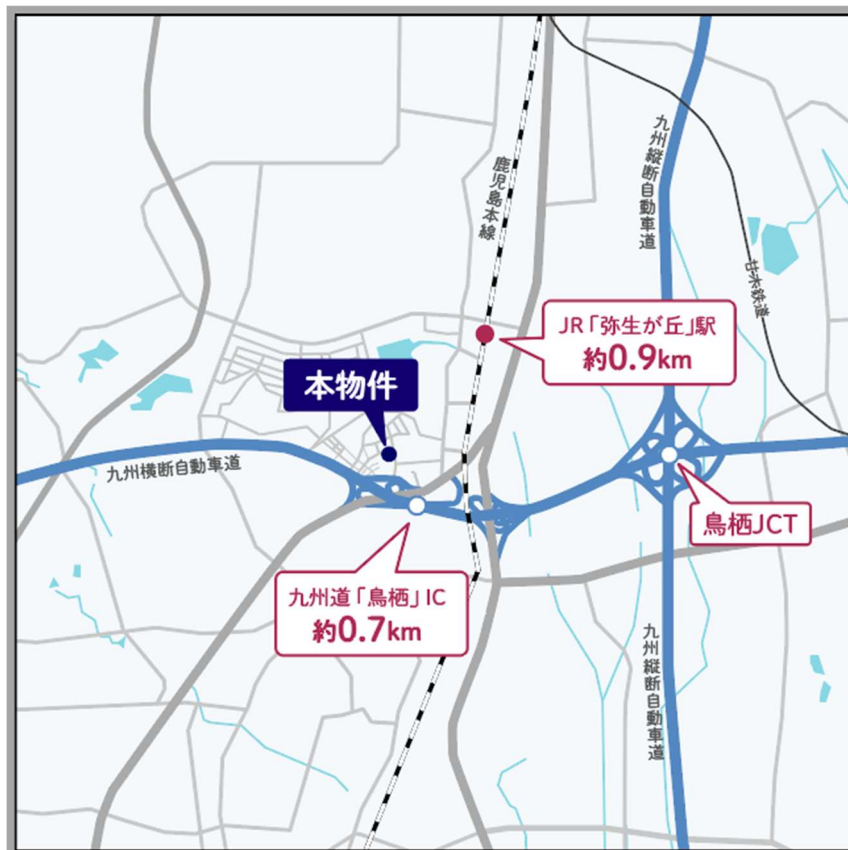 九州縦断自動車道
鹿児島本線
甘木鉄道
JR「弥生が丘」駅
約0.9km
本物件
九州横断自動車道
鳥栖JCT
九州道「鳥栖」IC
約0.7km
九州縦断自動車道